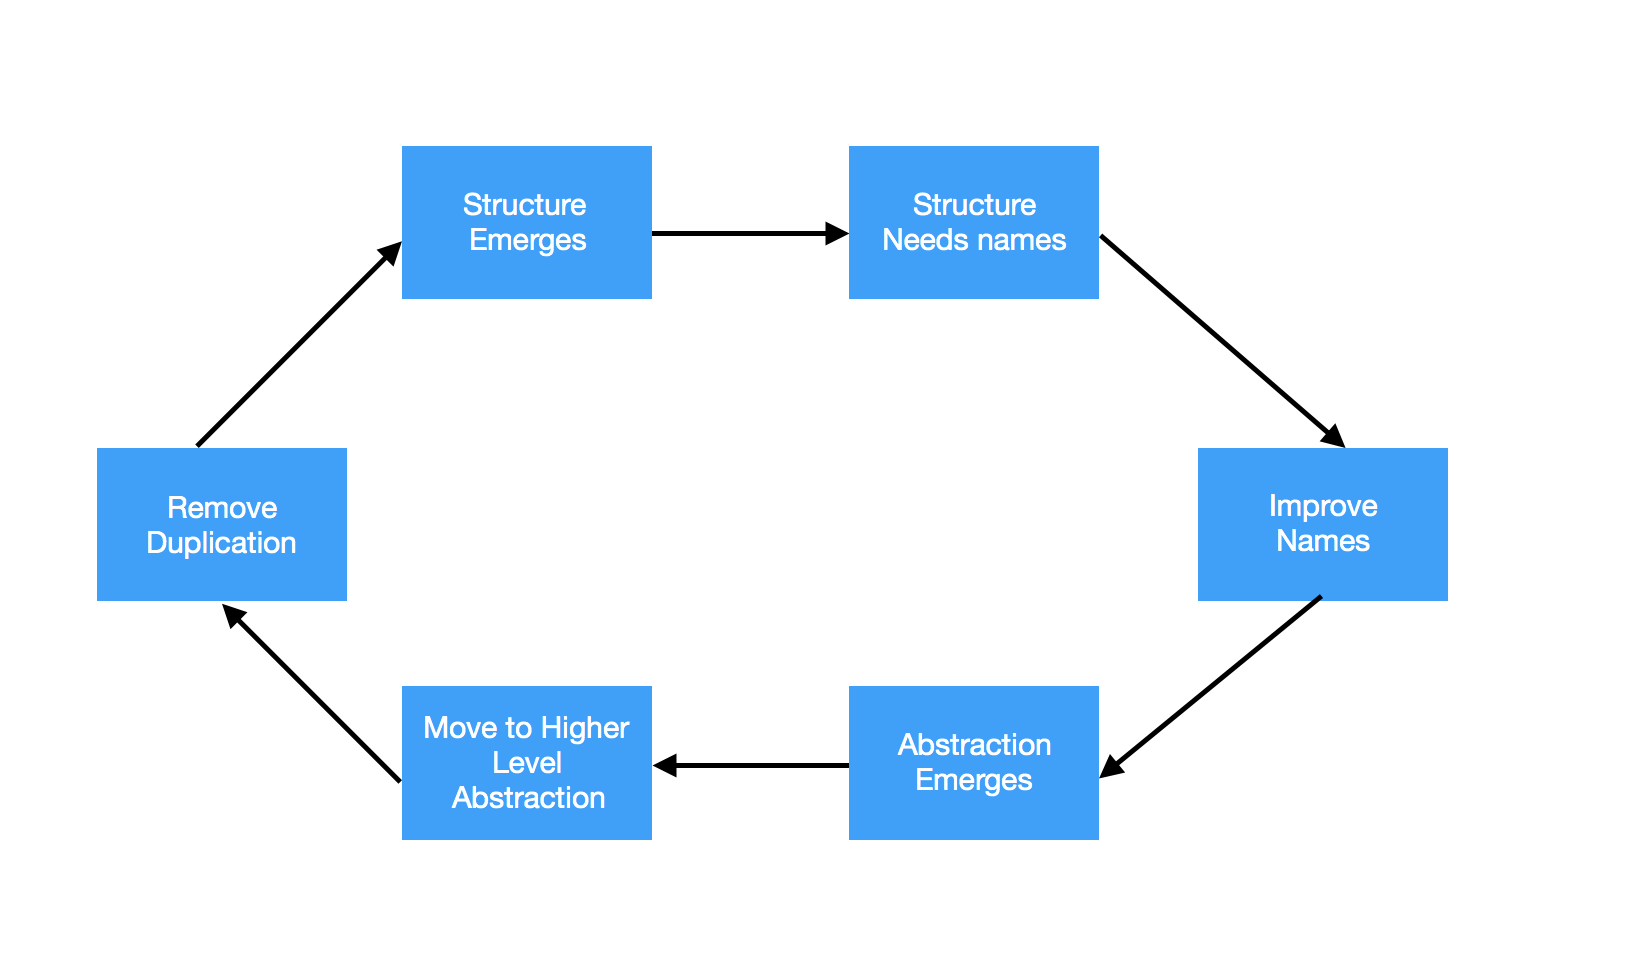 Structure
Emerges
Structure
Needs names
Improve
Names
Abstraction
Emerges
Move to Higher
Level
Abstraction
Remove
Duplication